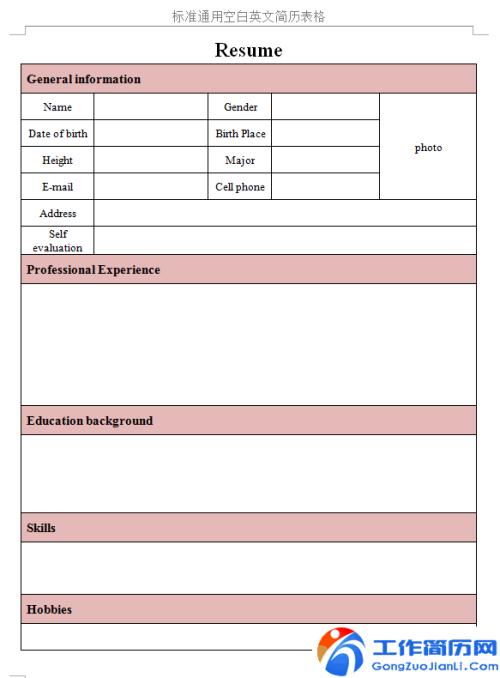 标准通用空白英文简历表格
Resume
General information
Name
Gender
photo
Date of birth
Birth Place
Height
Major
E-mail
Cell phone
Address
Self
evaluation
Professional Experience
Education background
Skills
Hobbies
工作简历网
GongZuoJianLi.Com